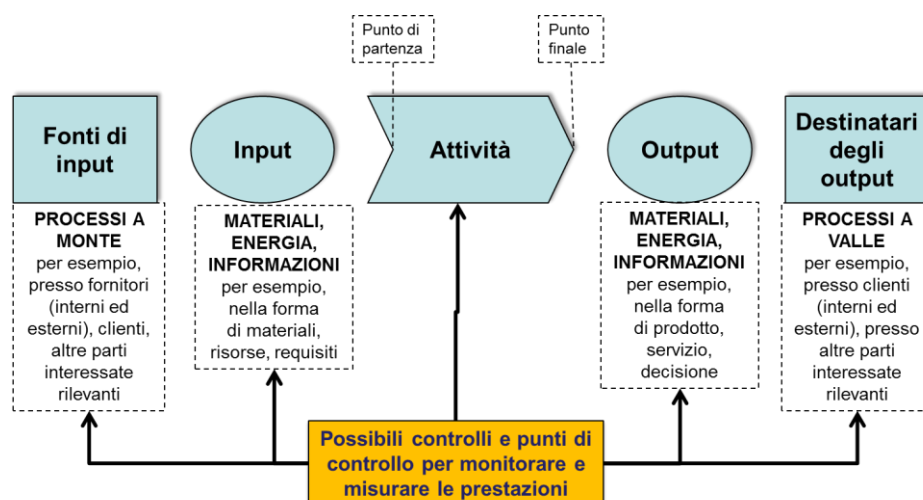 Punto di
partenza
Punto
finale
Fonti di
input
Input
Attività
Output
Destinatari
degli
output
PROCESSI A
MONTE
per esempio,
presso fornitori
(interni ed
esterni), clienti,
altre parti
interessate
rilevanti
MATERIALI,
ENERGIA,
INFORMAZIONI
per esempio,
nella forma
di materiali,
risorse, requisiti
MATERIALI,
ENERGIA,
INFORMAZIONI
per esempio,
nella forma
di prodotto,
servizio,
decisione
PROCESSI A
VALLE
per esempio,
presso clienti
(interni ed
esterni), presso
altre parti
interessate
rilevanti
Possibili controlli e punti di
controllo per monitorare e
misurare le prestazioni